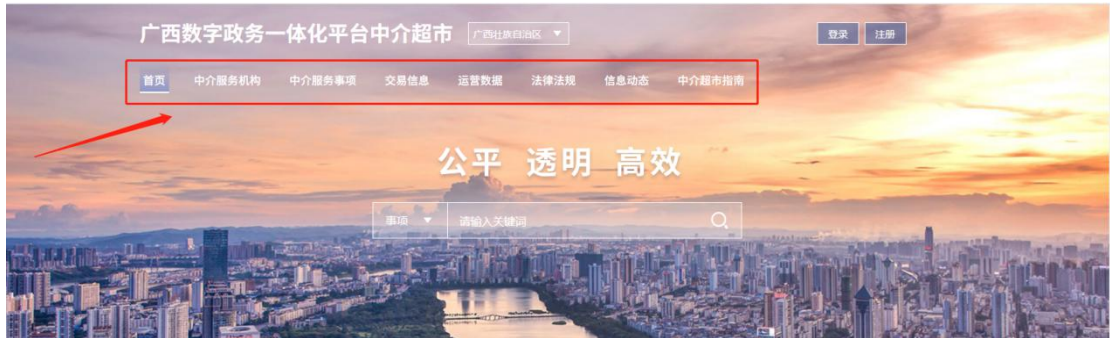 广西数字政务一体化平台中介超市 广西壮族自治区 登录 注册
首页 中介服务机构 中介服务事项 交易信息 运营数据 法律法规 信息动态 中介超市指南
公平 透明 高效
事项 请输入关键词